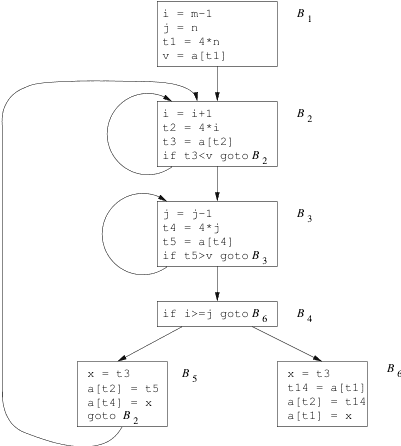 i = m-1
j = n
t1 = 4*n
v = a[t1]
B1
i = i+1
t2 = 4*i
t3 = a[t2]
if t3<v goto B2
B2
j = j-1
t4 = 4*j
t5 = a[t4]
if t5>v goto B3
B3
if i>=j goto B6
B4
x = t3
a[t2] = t5
a[t4] = x
goto B2
B5
x = t3
t14 = a[t1]
a[t2] = t14
a[t1] = x
B6